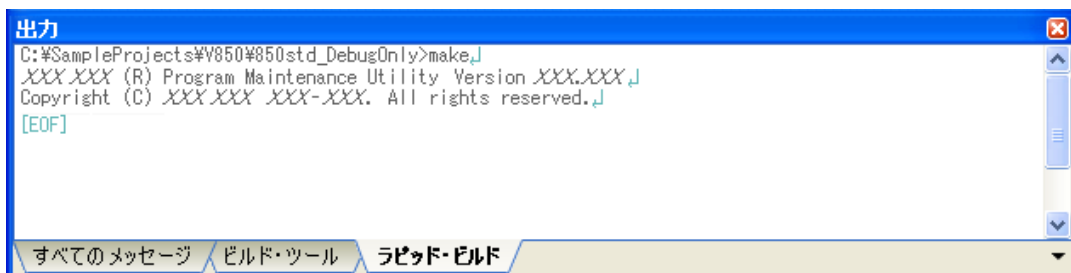 出力
C:¥SampleProjects¥V850¥850std_DebugOnly>make↲
XXX XXX (R) Program Maintenance Utility Version XXX.XXX↲
Copyright (C) XXX XXX XXX-XXX. All rights reserved.↲
[EOF]
すべてのメッセージ ビルド・ツール ラピッド・ビルド